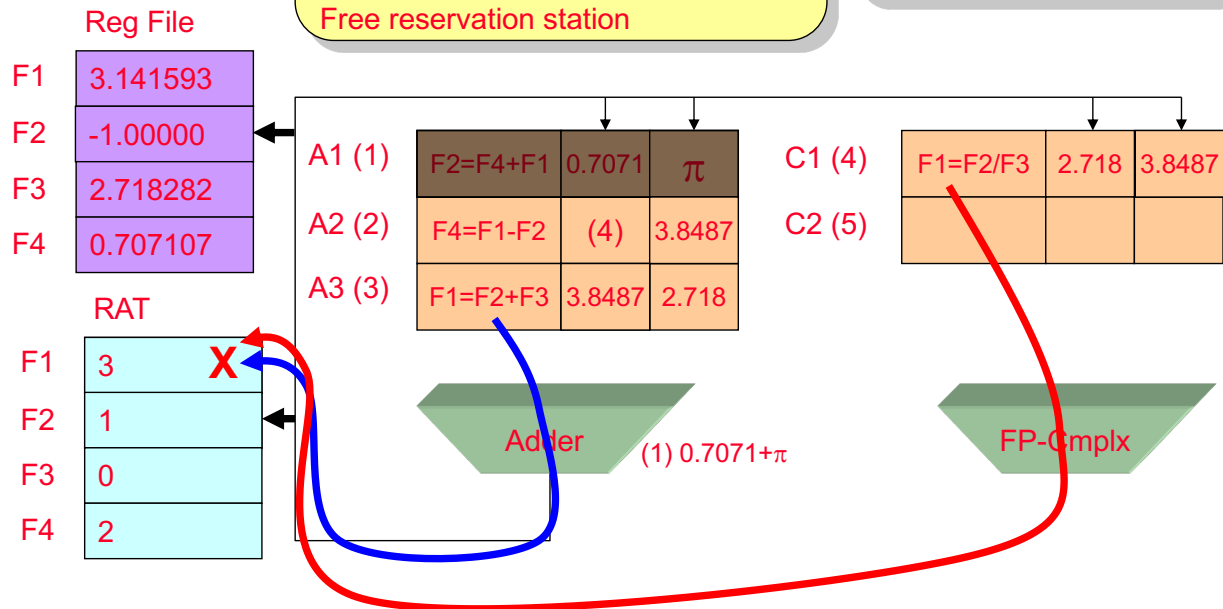 Free reservation station
Reg File
F1 3.141593
F2 -1.00000
F3 2.718282
F4 0.707107
A1 (1) F2=F4+F1 0.7071 π
A2 (2) F4=F1-F2 (4) 3.8487
A3 (3) F1=F2+F3 3.8487 2.718
C1 (4) F1=F2/F3 2.718 3.8487
C2 (5)
RAT
F1 3 X
F2 1
F3 0
F4 2
Adder
(1) 0.7071+π
FP-Cmplx